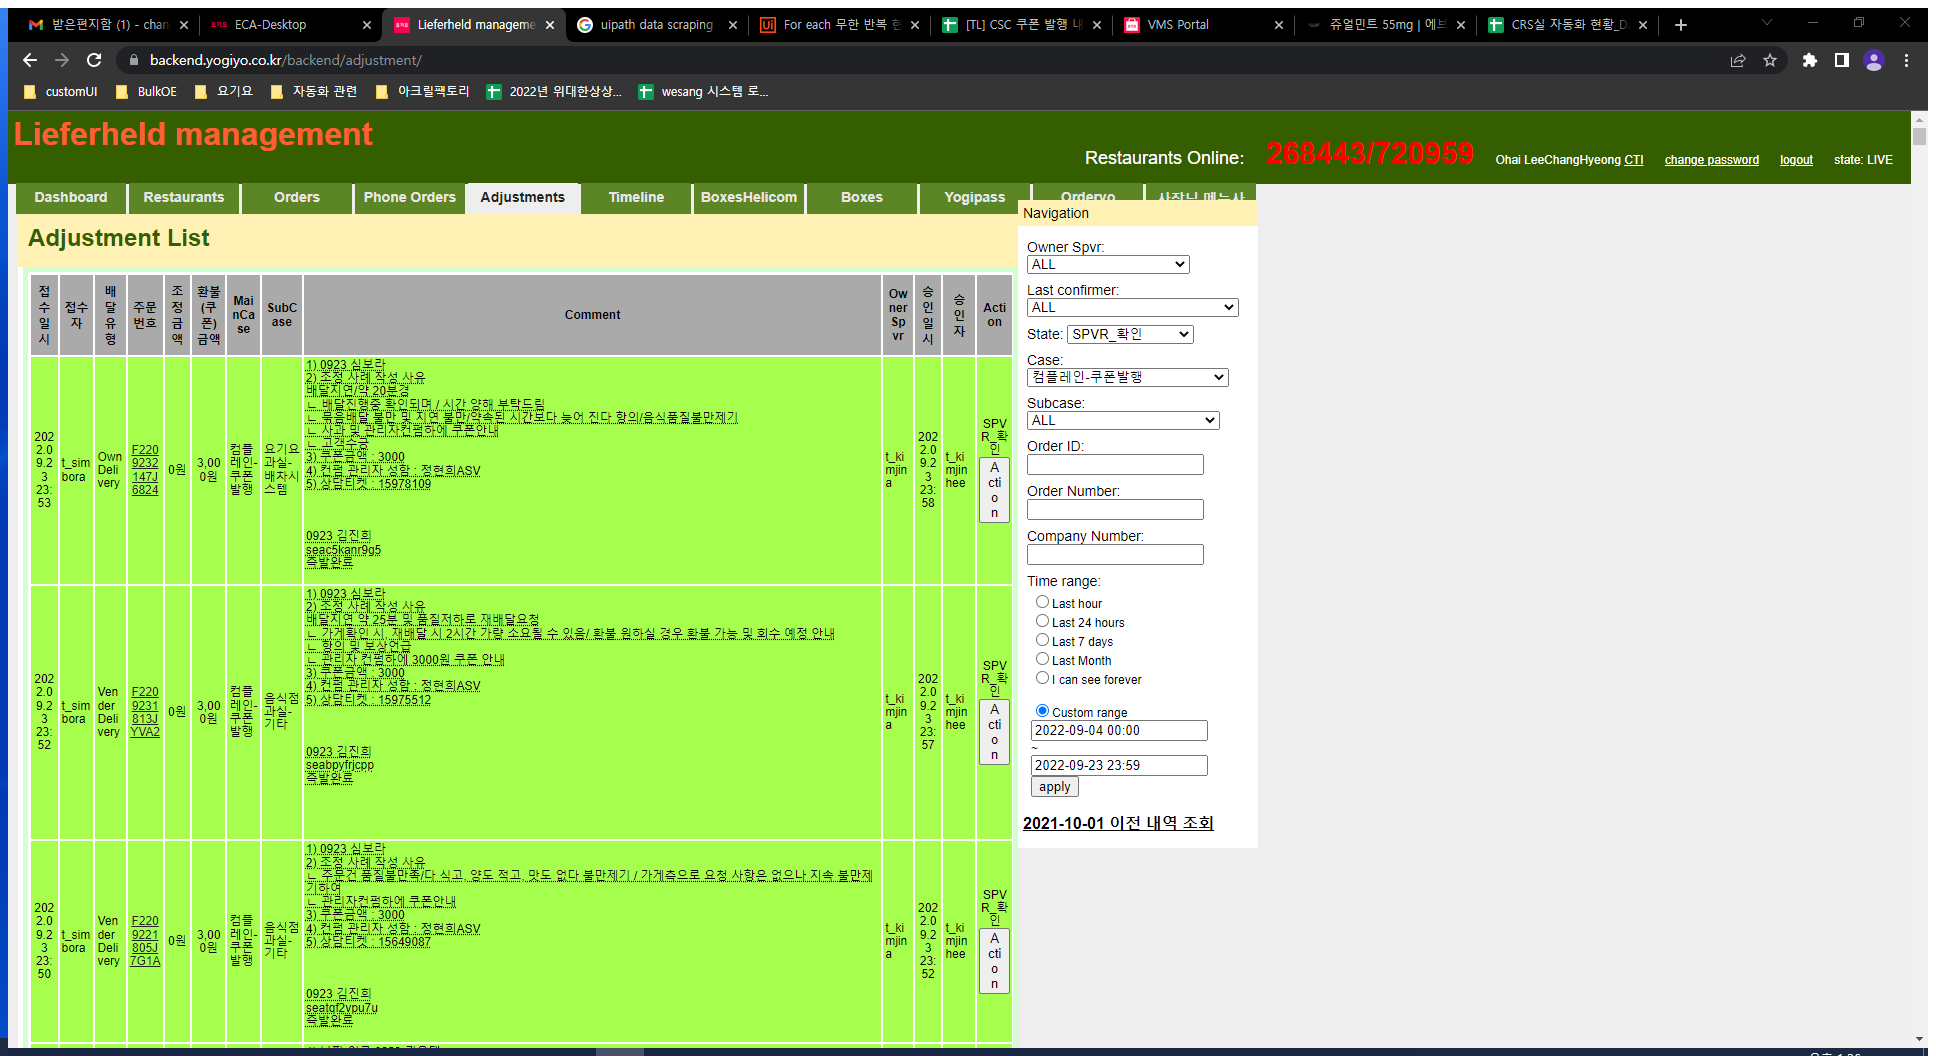 받은편지함 (1) - chan
ECA-Desktop
Lieferheld manageme
uipath data scraping
For each 무한 반복 현
[TL] CSC 쿠폰 발행 내
VMS Portal
쥬얼민트 55mg | 에브
CRS실 자동화 현황_D
backend.yogiyo.co.kr/backend/adjustment/
customUI
BulkOE
요기요
자동화 관련
아크릴팩토리
2022년 위대한상상...
wesang 시스템 로...
Lieferheld management
Restaurants Online: 268443/720959 Ohai LeeChangHyeong CTI change password logout state: LIVE
Dashboard Restaurants Orders Phone Orders Adjustments Timeline BoxesHelicom Boxes Yogipass Orderyo 사장님 메뉴사
Adjustment List
접수일시 접수자 배달유형 주문번호 조정금액 환불(쿠폰)금액 MainCase SubCase Comment OwnerSpvr 승인일시 승인자 Action
2022.09.23 23:53
t_simbora
Own Delivery
F2209232147J6824
0원
3,000원
컴플레인-쿠폰발행
요기요과실-배차시스템
1) 0923 심보라
2) 조정 사례 작성 사유
배달지연/약 20분경
ㄴ 배달진행중 확인되며 / 시간 양해 부탁드림
ㄴ 묶음배달 불만 및 지연 불만/약속된 시간보다 늦어 진다 항의/음식품질불만제기
ㄴ 사과 및 관리자컨펌하에 쿠폰안내
ㄴ 고객수긍
3) 쿠폰금액 : 3000
4) 컨펌 관리자 성함 : 정현희ASV
5) 상담티켓 : 15978109
0923 김진희
seac5kanr9g5
즉발완료
t_kimjina
2022.09.23 23:58
t_kimjinhee
SPVR_확인
Action
2022.09.23 23:52
t_simbora
Vender Delivery
F2209231813JYVA2
0원
3,000원
컴플레인-쿠폰발행
음식점과실-기타
1) 0923 심보라
2) 조정 사례 작성 사유
배달지연 약 25분 및 품질저하로 재배달요청
ㄴ 가게확인 시, 재배달 시 2시간 가량 소요될 수 있음/ 환불 원하실 경우 환불 가능 및 회수 예정 안내
ㄴ 항의 및 보상언급
ㄴ 관리자 컨펌하에 3000원 쿠폰 안내
3) 쿠폰금액 : 3000
4) 컨펌 관리자 성함 : 정현희ASV
5) 상담티켓 : 15975512
0923 김진희
seabpyfrjcpp
즉발완료
t_kimjina
2022.09.23 23:57
t_kimjinhee
SPVR_확인
Action
2022.09.23 23:50
t_simbora
Vender Delivery
F2209221805J7G1A
0원
3,000원
컴플레인-쿠폰발행
음식점과실-기타
1) 0923 심보라
2) 조정 사례 작성 사유
ㄴ 주문건 품질불만족/다 식고, 양도 적고, 맛도 없다 불만제기 / 가게측으로 요청 사항은 없으나 지속 불만제
기하여
ㄴ 관리자컨펌하에 쿠폰안내
3) 쿠폰금액 : 3000
4) 컨펌 관리자 성함 : 정현희ASV
5) 상담티켓 : 15649087
0923 김진희
seatqf2vpu7u
즉발완료
t_kimjina
2022.09.23 23:52
t_kimjinhee
SPVR_확인
Action
Navigation
Owner Spvr:
ALL
Last confirmer:
ALL
State: SPVR_확인
Case:
컴플레인-쿠폰발행
Subcase:
ALL
Order ID:
Order Number:
Company Number:
Time range:
Last hour
Last 24 hours
Last 7 days
Last Month
I can see forever
Custom range
2022-09-04 00:00
~
2022-09-23 23:59
apply
2021-10-01 이전 내역 조회